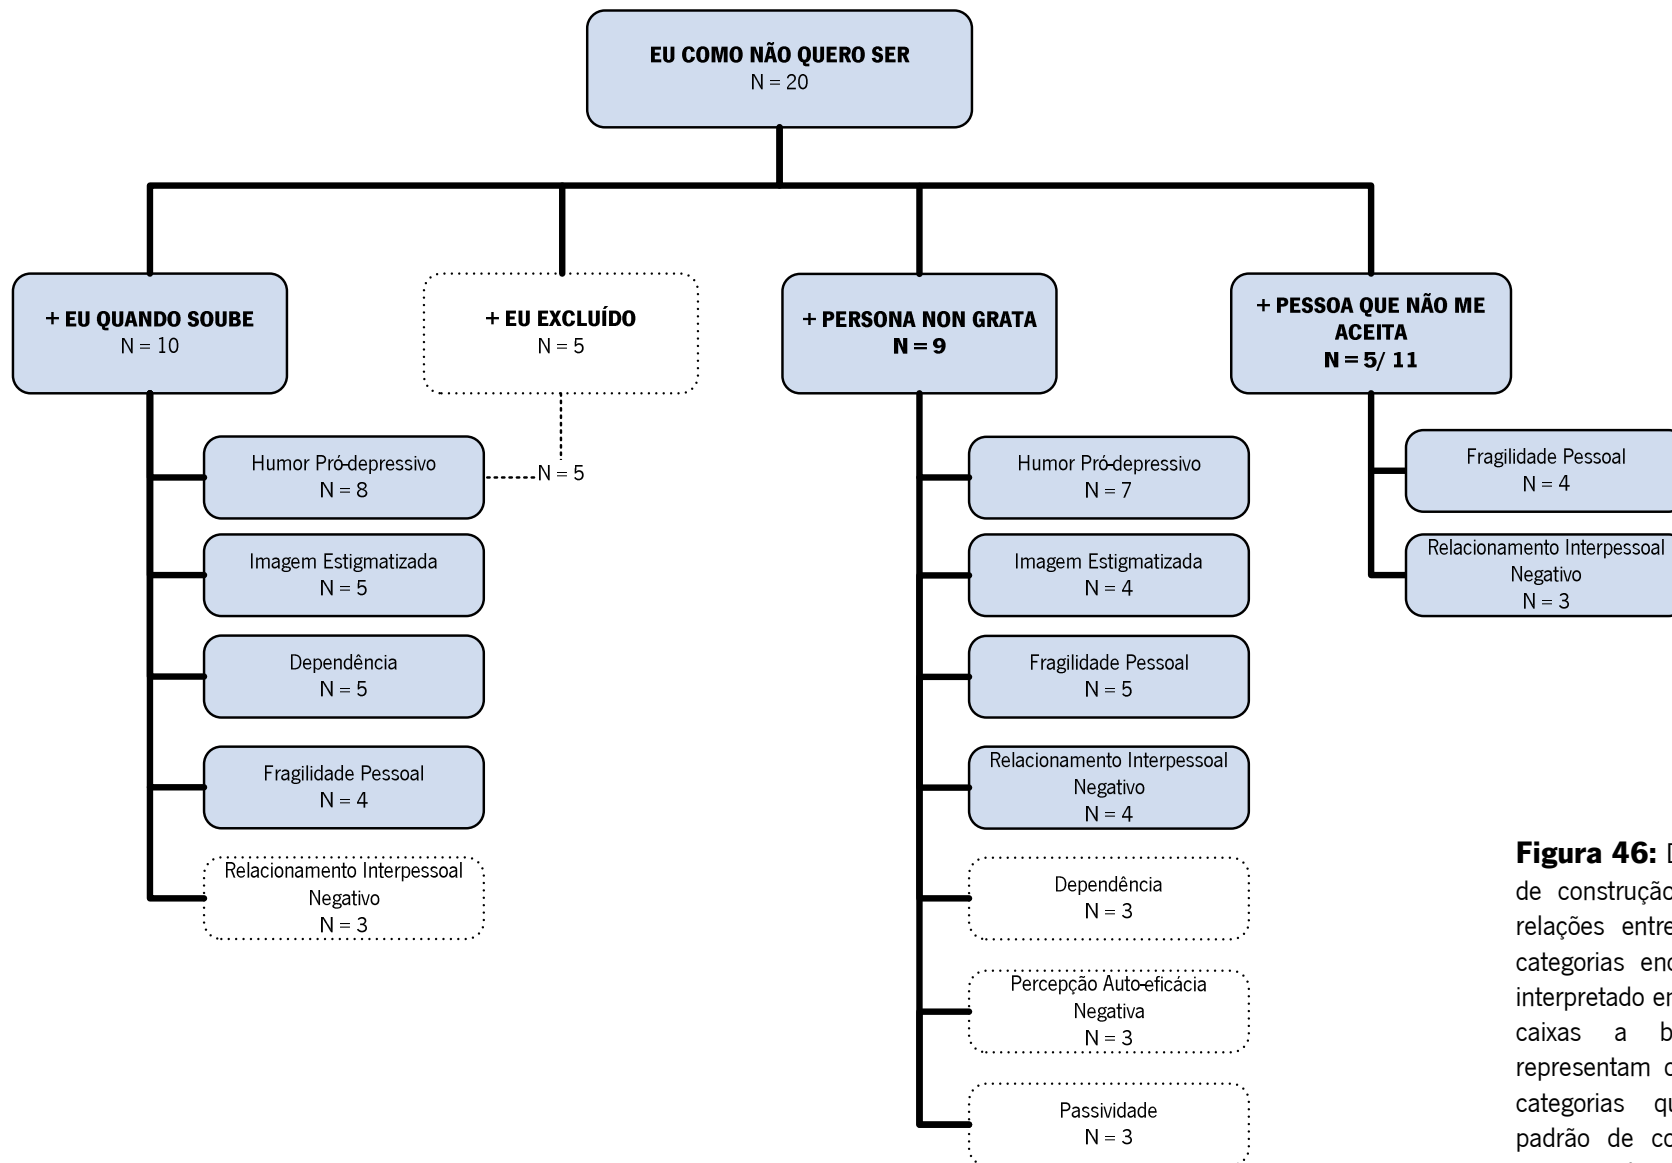 EU COMO NÃO QUERO SER
N = 20
+ EU QUANDO SOUBE
N = 10
+ EU EXCLUÍDO
N = 5
+ PERSONA NON GRATA
N = 9
+ PESSOA QUE NÃO ME
ACEITA
N = 5/ 11
Humor Pró-depressivo
N = 8
N = 5
Imagem Estigmatizada
N = 5
Dependência
N = 5
Fragilidade Pessoal
N = 4
Relacionamento Interpessoal
Negativo
N = 3
Humor Pró-depressivo
N = 7
Imagem Estigmatizada
N = 4
Fragilidade Pessoal
N = 5
Relacionamento Interpessoal
Negativo
N = 4
Dependência
N = 3
Percepção Auto-eficácia
Negativa
N = 3
Passividade
N = 3
Fragilidade Pessoal
N = 4
Relacionamento Interpessoal
Negativo
N = 3
Figura 46:
de construção
relações entre
categorias
interpretado
caixas a
representam
categorias
padrão de